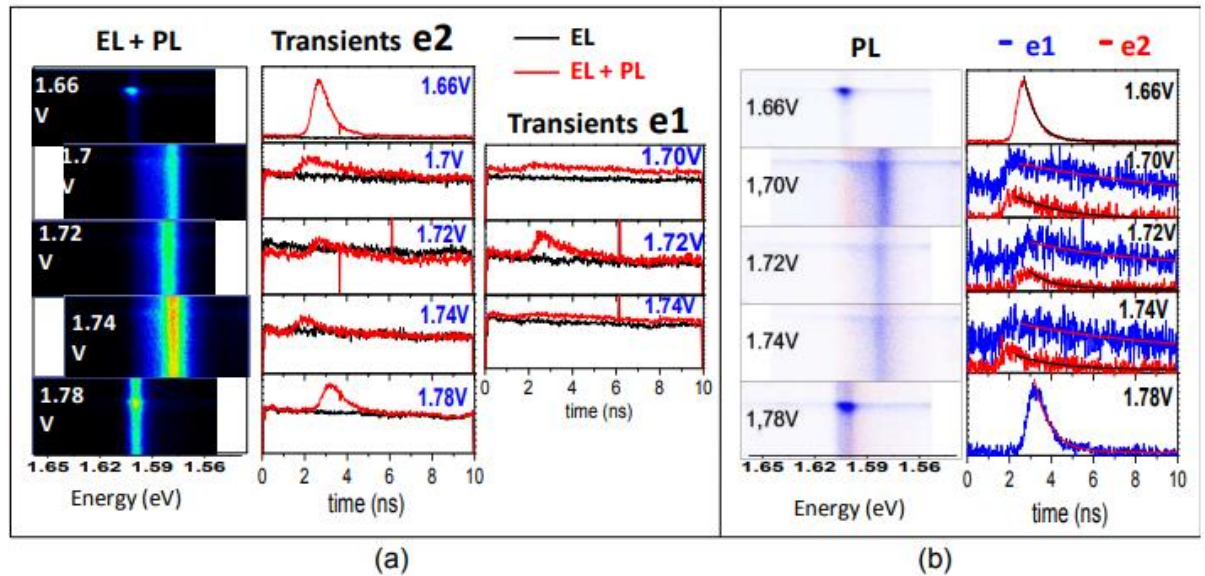 EL + PL
1.66
V
1.7
V
1.72
V
1.74
V
1.78
V
1.65 1.62 1.59 1.56
Energy (eV)
Transients e2
1.66V
1.7V
1.72V
1.74V
1.78V
0 2 4 6 8 10
time (ns)
EL
EL + PL
Transients e1
1.70V
1.72V
1.74V
0 2 4 6 8 10
time (ns)
(a)
PL
1.66V
1,70V
1.72V
1.74V
1,78V
1.65 1.62 1.59 1.56
Energy (eV)
e1 e2
1.66V
1.70V
1.72V
1.74V
1.78V
0 2 4 6 8 10
time (ns)
(b)